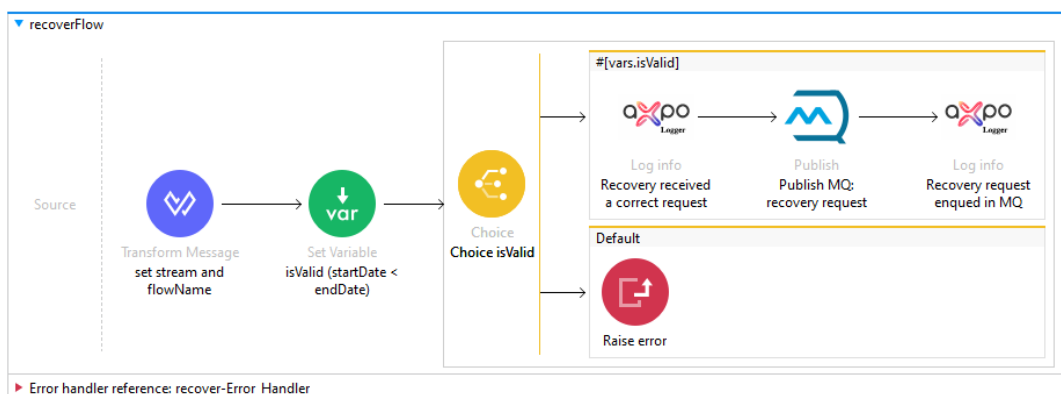 recoverFlow
Source
Transform Message
set stream and
flowName
var
Set Variable
isValid (startDate <
endDate)
Choice
Choice isValid
#[vars.isValid]
axpo
Logger
Log info
Recovery received
a correct request
Publish
Publish MQ:
recovery request
axpo
Logger
Log info
Recovery request
enqued in MQ
Default
Raise error
Error handler reference: recover-Error_Handler